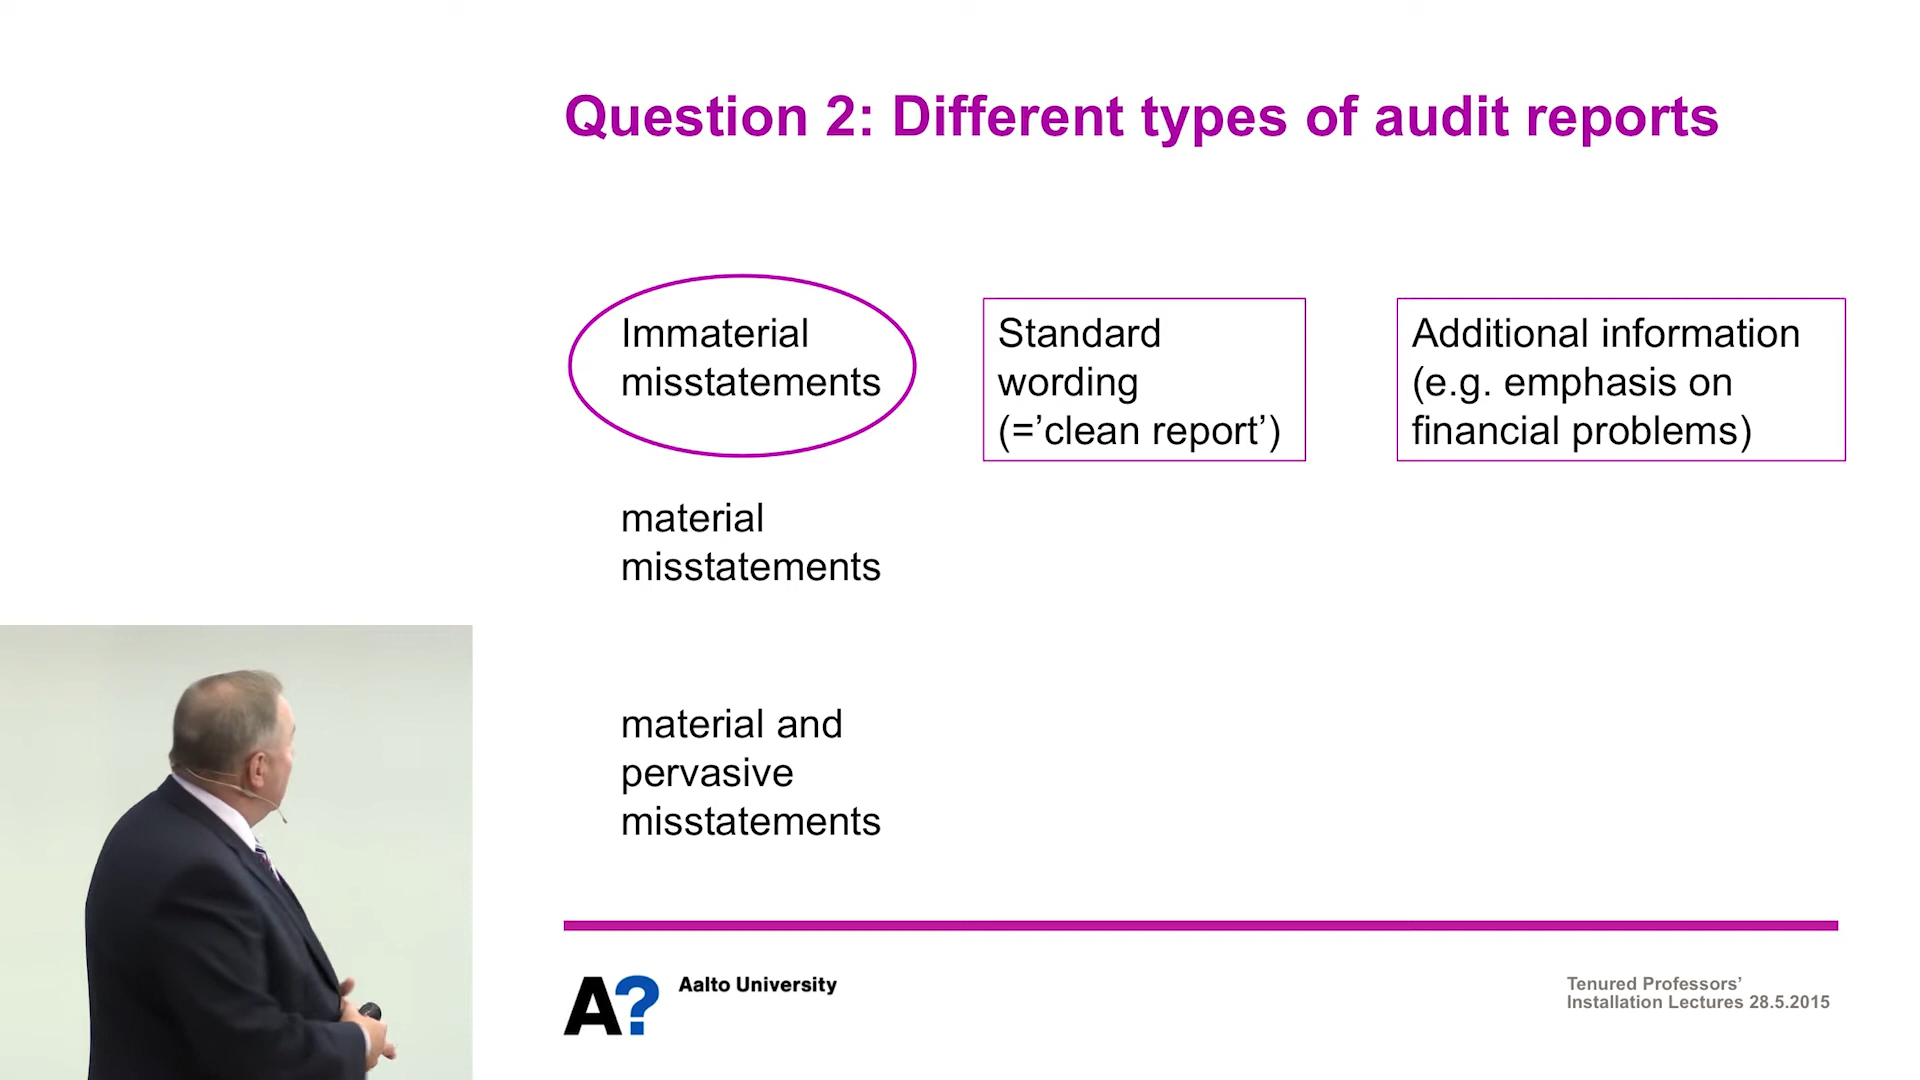 Question 2: Different types of audit reports
Immaterial
misstatements
Standard
wording
(=’clean report’)
Additional information
(e.g. emphasis on
financial problems)
material
misstatements
material and
pervasive
misstatements
A?
Aalto University
Tenured Professors’
Installation Lectures 28.5.2015